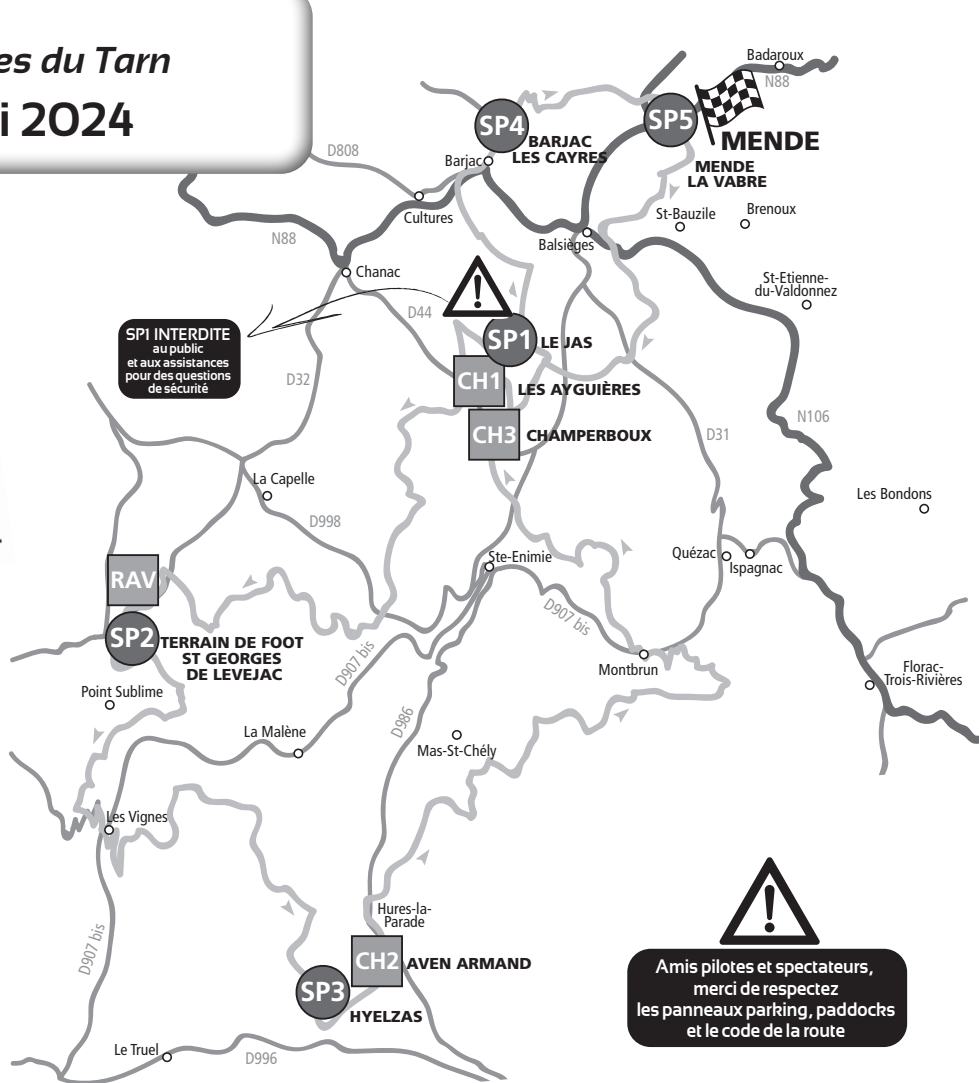 es du Tarn
i 2024
Badaroux
N88
SP4
SP5
BARJAC
LES CAYRES
MENDE
MENDE
LA VABRE
D808
Barjac
Cultures
St-Bauzile
Brenoux
N88
Balsièges
Chanac
St-Etienne-
du-Valdonnez
D44
SP1 INTERDITE
au public
et aux assistances
pour des questions
de sécurité
SP1
LE JAS
CH1
LES AYGUIÈRES
D32
CH3
CHAMPERBOUX
D31
N106
La Capelle
Les Bondons
D998
Quézac
Ispagnac
Ste-Enimie
RAV
D907 bis
SP2
TERRAIN DE FOOT
ST GEORGES
DE LEVEJAC
D907 bis
Montbrun
Florac-
Trois-Rivières
Point Sublime
La Malène
D986
Mas-St-Chély
Les Vignes
Hures-la-
Parade
D907 bis
CH2
AVEN ARMAND
SP3
HYELZAS
Amis pilotes et spectateurs,
merci de respectez
les panneaux parking, paddocks
et le code de la route
Le Truel
D996